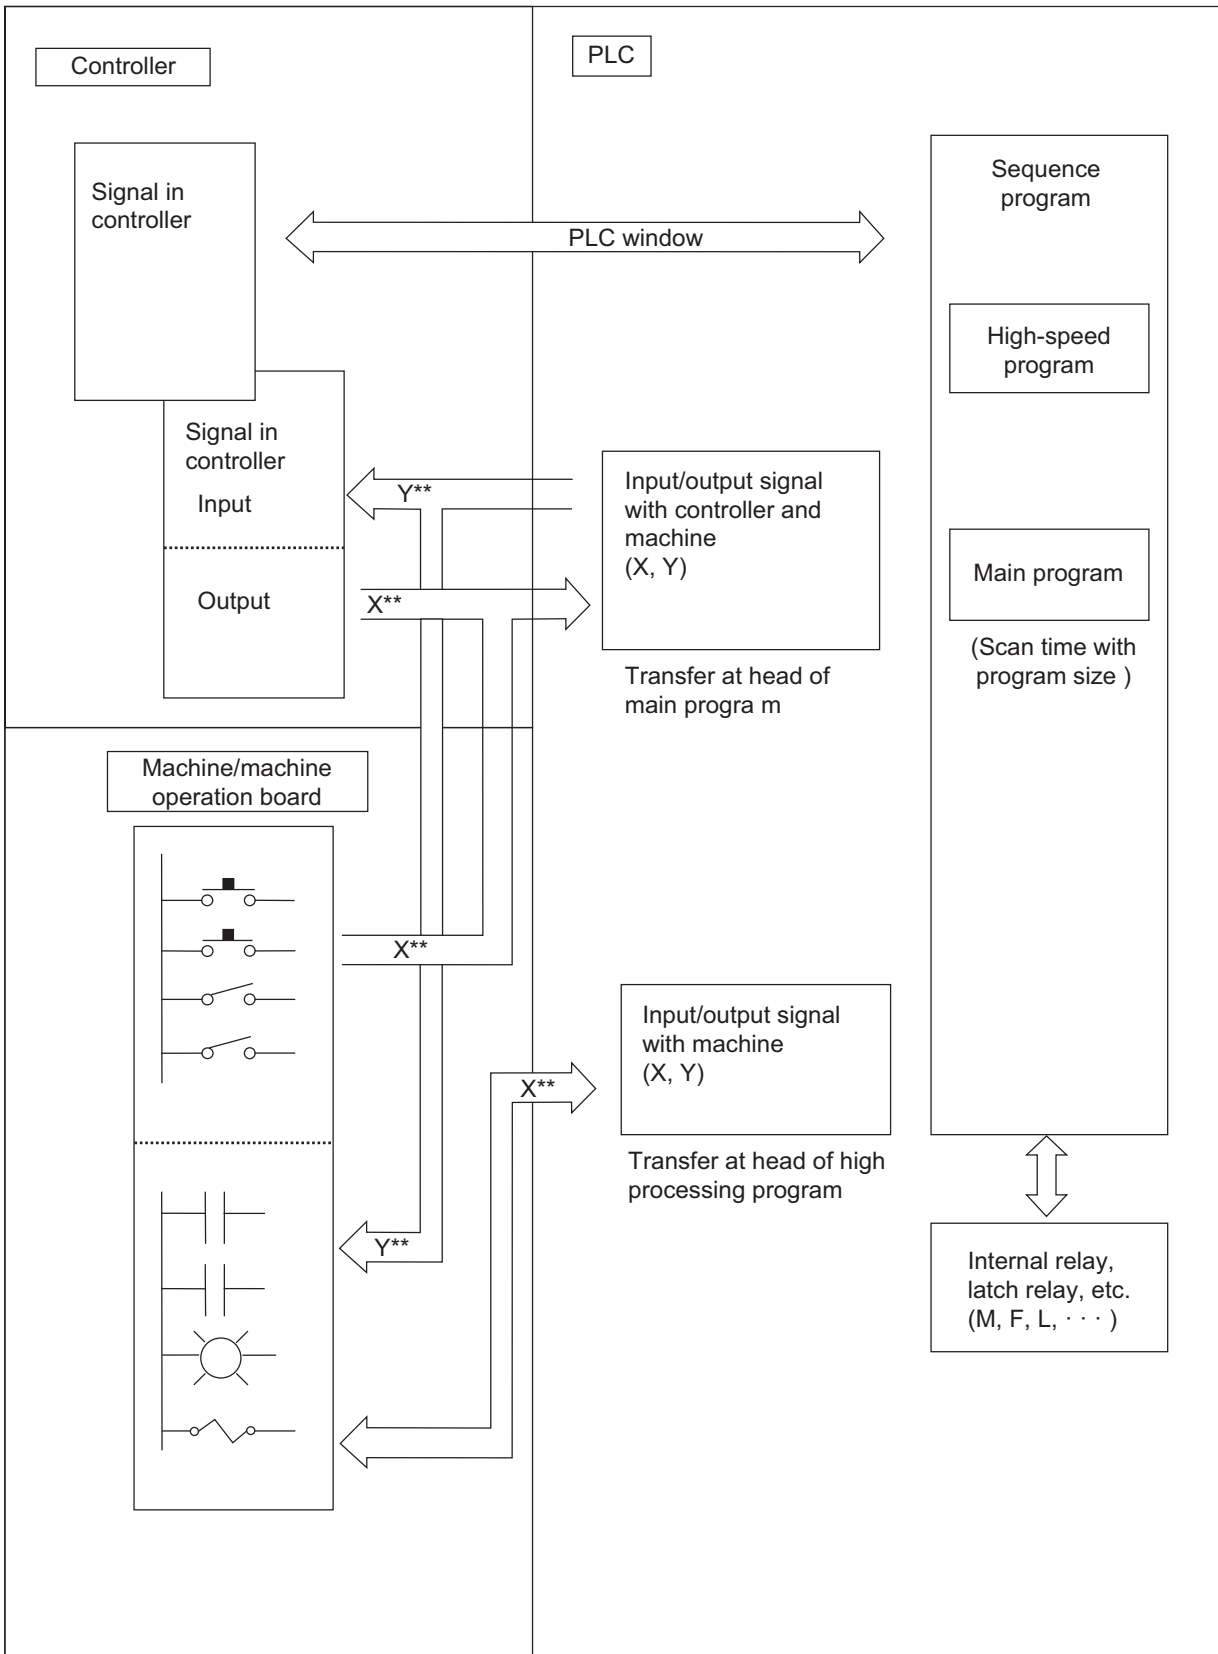 Controller
PLC
Signal in
controller
PLC window
Sequence
program
High-speed
program
Signal in
controller
Input
Output
Y**
X**
Input/output signal
with controller and
machine
(X, Y)
Transfer at head of
main progra m
Main program
(Scan time with
program size )
Machine/machine
operation board
X**
Input/output signal
with machine
(X, Y)
X**
Transfer at head of high
processing program
Y**
Internal relay,
latch relay, etc.
(M, F, L, · · · )